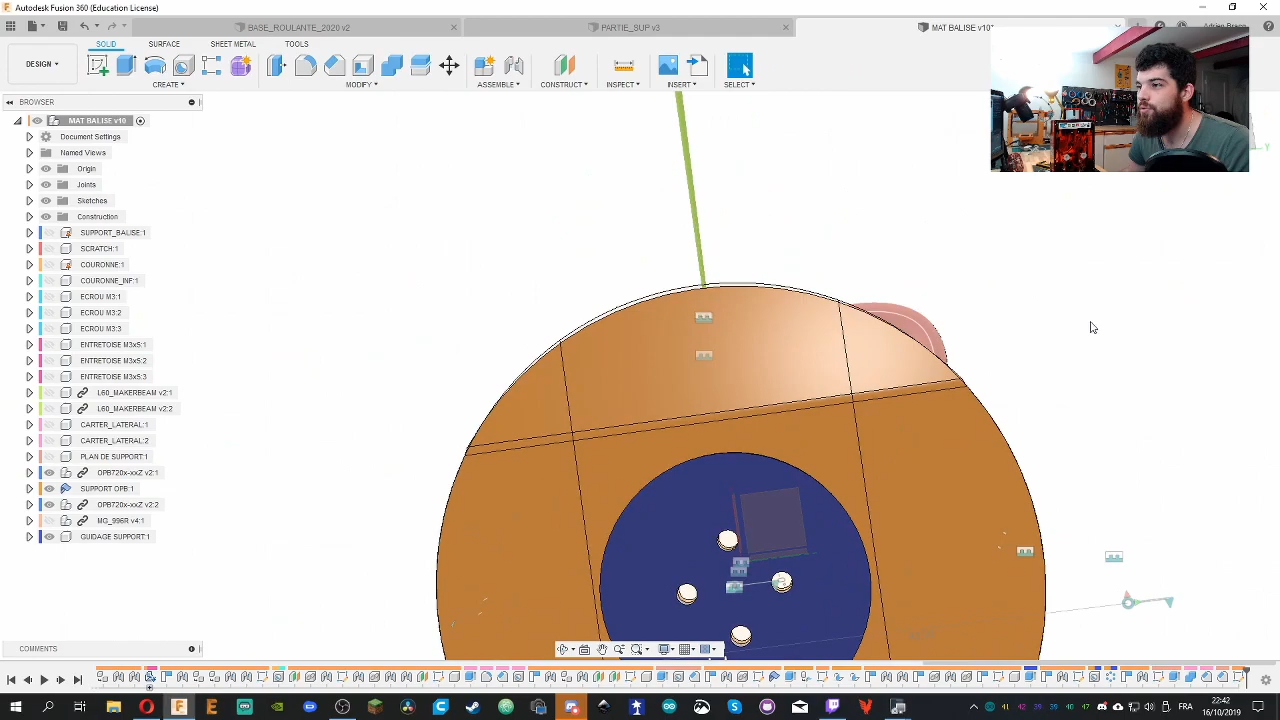 Autodesk Fusion 360 (Education License)
BASE_ROULANTE_2020 v2
PARTIE_SUP v3
MAT BALISE v10*
SOLID
SURFACE
SHEET METAL
TOOLS
DESIGN
CREATE
MODIFY
ASSEMBLE
CONSTRUCT
INSPECT
INSERT
SELECT
BROWSER
MAT BALISE v10
Document Settings
Named Views
Origin
Joints
Sketches
Construction
SUPPORT_BALISE:1
SCRATCH:1
COURONNE:1
COURONNE_INF:1
ECROU M3:1
ECROU M3:2
ECROU M3:3
ENTRETOISE M3x5:1
ENTRETOISE M3x5:2
ENTRETOISE M3x5:3
L60_MAKERBEAM v2:1
L60_MAKERBEAM v2:2
CARTER_LATERAL:1
CARTER_LATERAL:2
PLAN DE SUPPORT:1
OPB720x-xxZ v2:1
SUPPORT OPB:1
OPB720x-xxZ v2:2
MG_996R v4:1
GUIDAGE SUPPORT:1
COMMENTS
FRA
22:42
16/10/2019